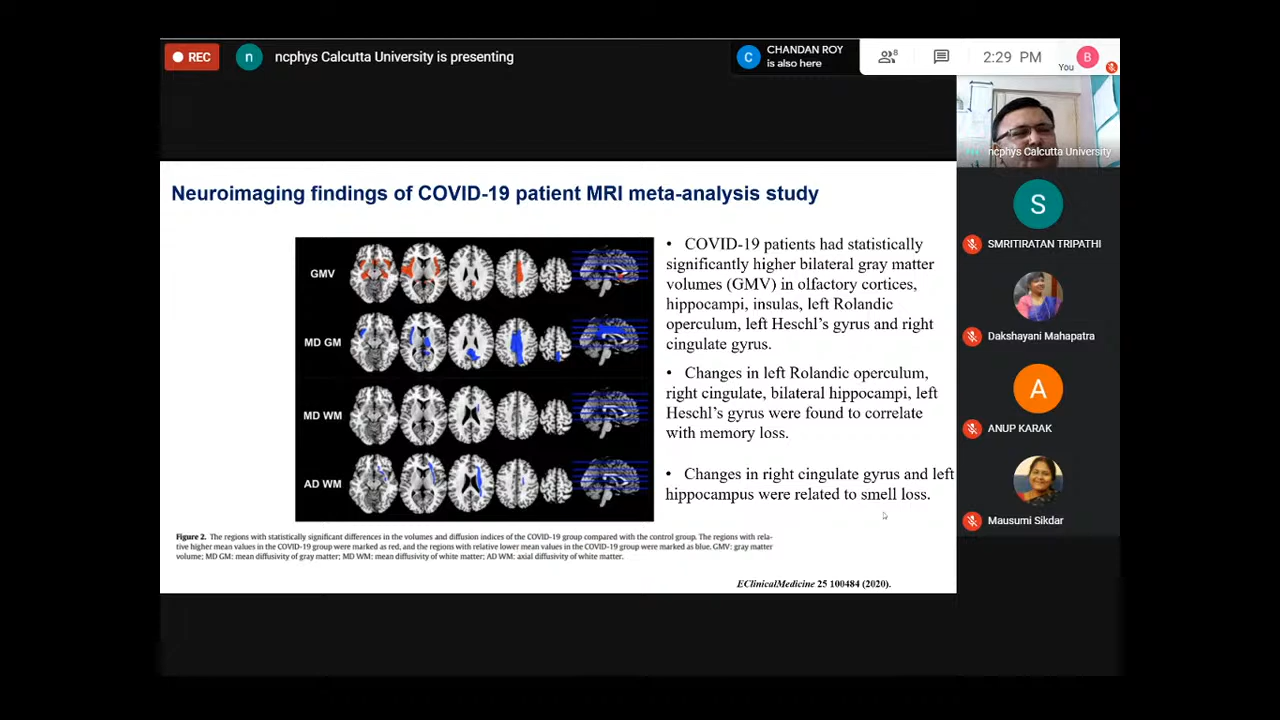 REC
n
ncphys Calcutta University is presenting
C
CHANDAN ROY
is also here
8
2:29 PM
You
B
ncphys Calcutta University
S
SMRITIRATAN TRIPATHI
Dakshayani Mahapatra
A
ANUP KARAK
Mausumi Sikdar
Neuroimaging findings of COVID-19 patient MRI meta-analysis study
GMV
MD GM
MD WM
AD WM
• COVID-19 patients had statistically
significantly higher bilateral gray matter
volumes (GMV) in olfactory cortices,
hippocampi, insulas, left Rolandic
operculum, left Heschl's gyrus and right
cingulate gyrus.
• Changes in left Rolandic operculum,
right cingulate, bilateral hippocampi, left
Heschl's gyrus were found to correlate
with memory loss.
• Changes in right cingulate gyrus and left
hippocampus were related to smell loss.
Figure 2. The regions with statistically significant differences in the volumes and diffusion indices of the COVID-19 group compared with the control group. The regions with rela-
tive higher mean values in the COVID-19 group were marked as red, and the regions with relative lower mean values in the COVID-19 group were marked as blue. GMV: gray matter
volume; MD GM: mean diffusivity of gray matter; MD WM: mean diffusivity of white matter; AD WM: axial diffusivity of white matter.
EClinicalMedicine 25 100484 (2020).